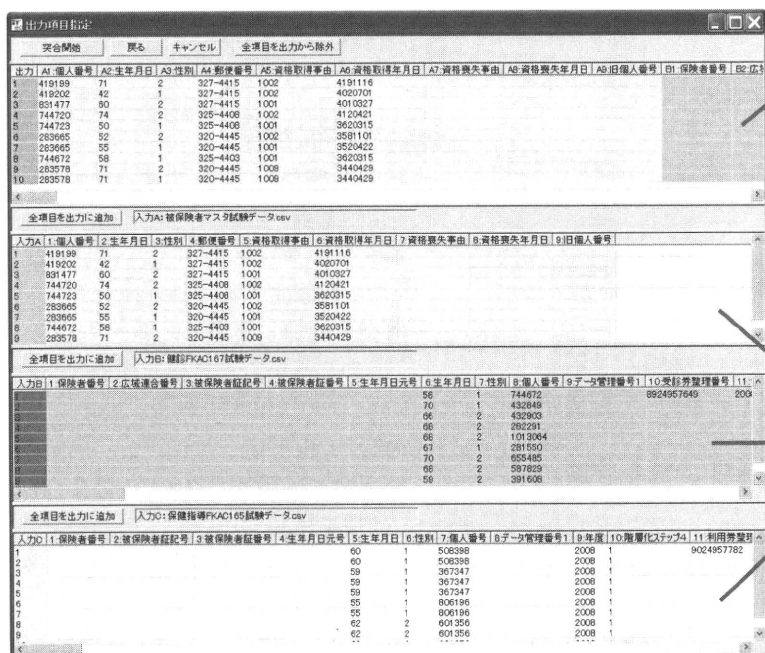 出力項目指定
突合開始 戻る キャンセル 全項目を出力から除外
出力 A1:個人番号 A2:生年月日 A3:性別 A4:郵便番号 A5:資格取得事由 A6:資格取得年月日 A7:資格喪失事由 A8:資格喪失年月日 A9:旧個人番号 B1:保険者番号 B2:広域
1 419199 71 2 327-4415 1002 4191116
2 419202 42 1 327-4415 1002 4020701
3 831477 60 2 327-4415 1001 4010327
4 744720 74 2 325-4408 1002 4120421
5 744723 50 1 325-4408 1001 3620315
6 283665 52 2 320-4445 1002 3581101
7 283665 55 1 320-4445 1001 3520422
8 744672 58 1 325-4403 1001 3620315
9 283578 71 2 320-4445 1009 3440429
10 283578 71 1 320-4445 1009 3440429
全項目を出力に追加 入力A:被保険者マスタ試験データ.csv
入力A 1:個人番号 2:生年月日 3:性別 4:郵便番号 5:資格取得事由 6:資格取得年月日 7:資格喪失事由 8:資格喪失年月日 9:旧個人番号
1 419199 71 2 327-4415 1002 4191116
2 419202 42 1 327-4415 1002 4020701
3 831477 60 2 327-4415 1001 4010327
4 744720 74 2 325-4408 1002 4120421
5 744723 50 1 325-4408 1001 3620315
6 283665 52 2 320-4445 1002 3581101
7 283665 55 1 320-4445 1001 3520422
8 744672 58 1 325-4403 1001 3620315
9 283578 71 2 320-4445 1009 3440429
全項目を出力に追加 入力B:健診FKAC167試験データ.csv
入力B 1:保険者番号 2:広域連合番号 3:被保険者証記号 4:被保険者証番号 5:生年月日元号 6:生年月日 7:性別 8:個人番号 9:データ管理番号1 10:受診券整理番号 11:
58 1 744672 8924957649 200
70 1 432849
66 2 432903
68 2 282291
68 2 1013064
67 1 281550
70 2 655485
68 2 587829
59 2 391608
全項目を出力に追加 入力C:保健指導FKAC165試験データ.csv
入力C 1:保険者番号 2:被保険者証記号 3:被保険者証番号 4:生年月日元号 5:生年月日 6:性別 7:個人番号 8:データ管理番号1 9:年度 10:階層化ステップ4 11:利用券整理
1 60 1 508398 2008 1 9024957782
2 60 1 508398 2008 1
3 59 1 367347 2008 1
4 59 1 367347 2008 1
5 59 1 367347 2008 1
6 55 1 806196 2008 1
7 55 1 806196 2008 1
8 62 2 601356 2008 1
9 62 2 601356 2008 1